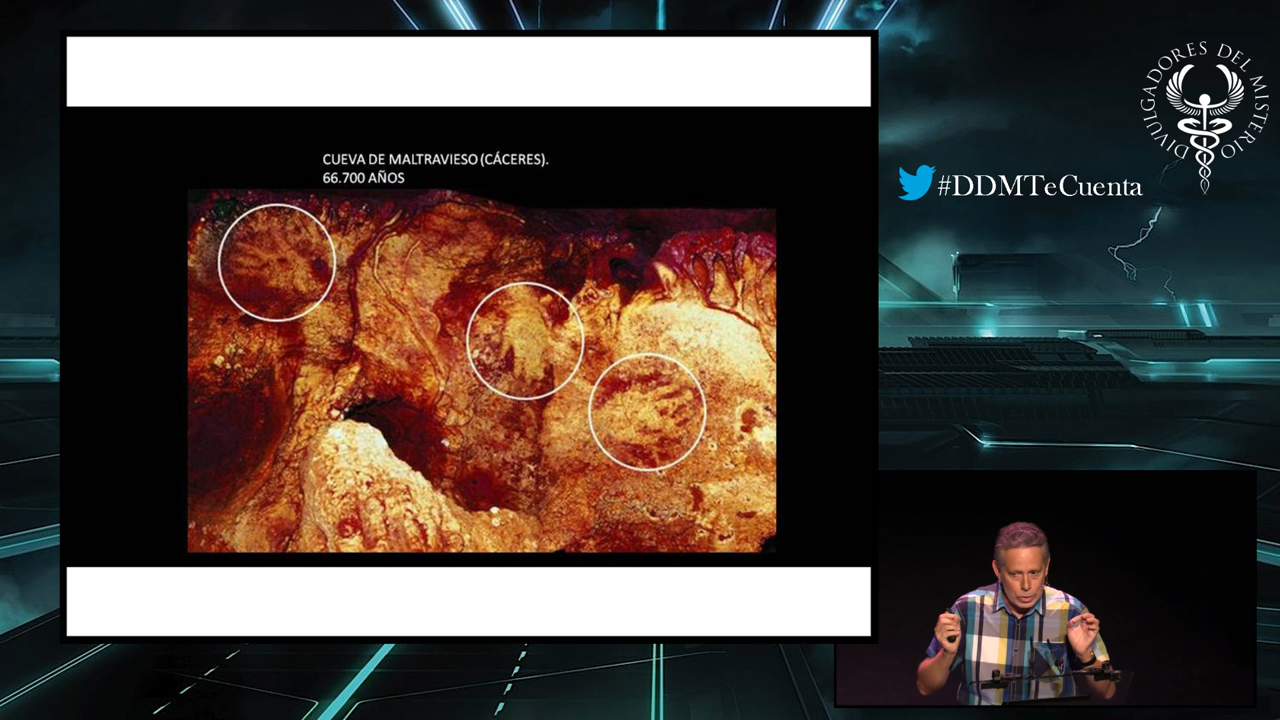 CUEVA DE MALTRAVIESO (CÁCERES).
66.700 AÑOS
#DDMTeCuenta
DIVULGADORES DEL MISTERIO